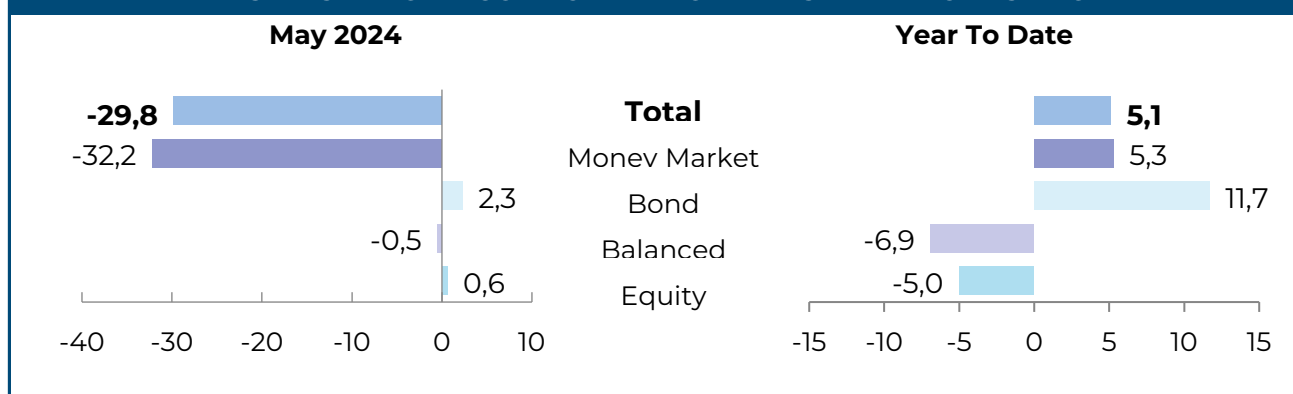 May 2024
Year To Date
-29,8
Total
5,1
-32,2
Money Market
5,3
2,3
Bond
11,7
-0,5
Balanced
-6,9
0,6
Equity
-5,0
-40 -30 -20 -10 0 10
-15 -10 -5 0 5 10 15